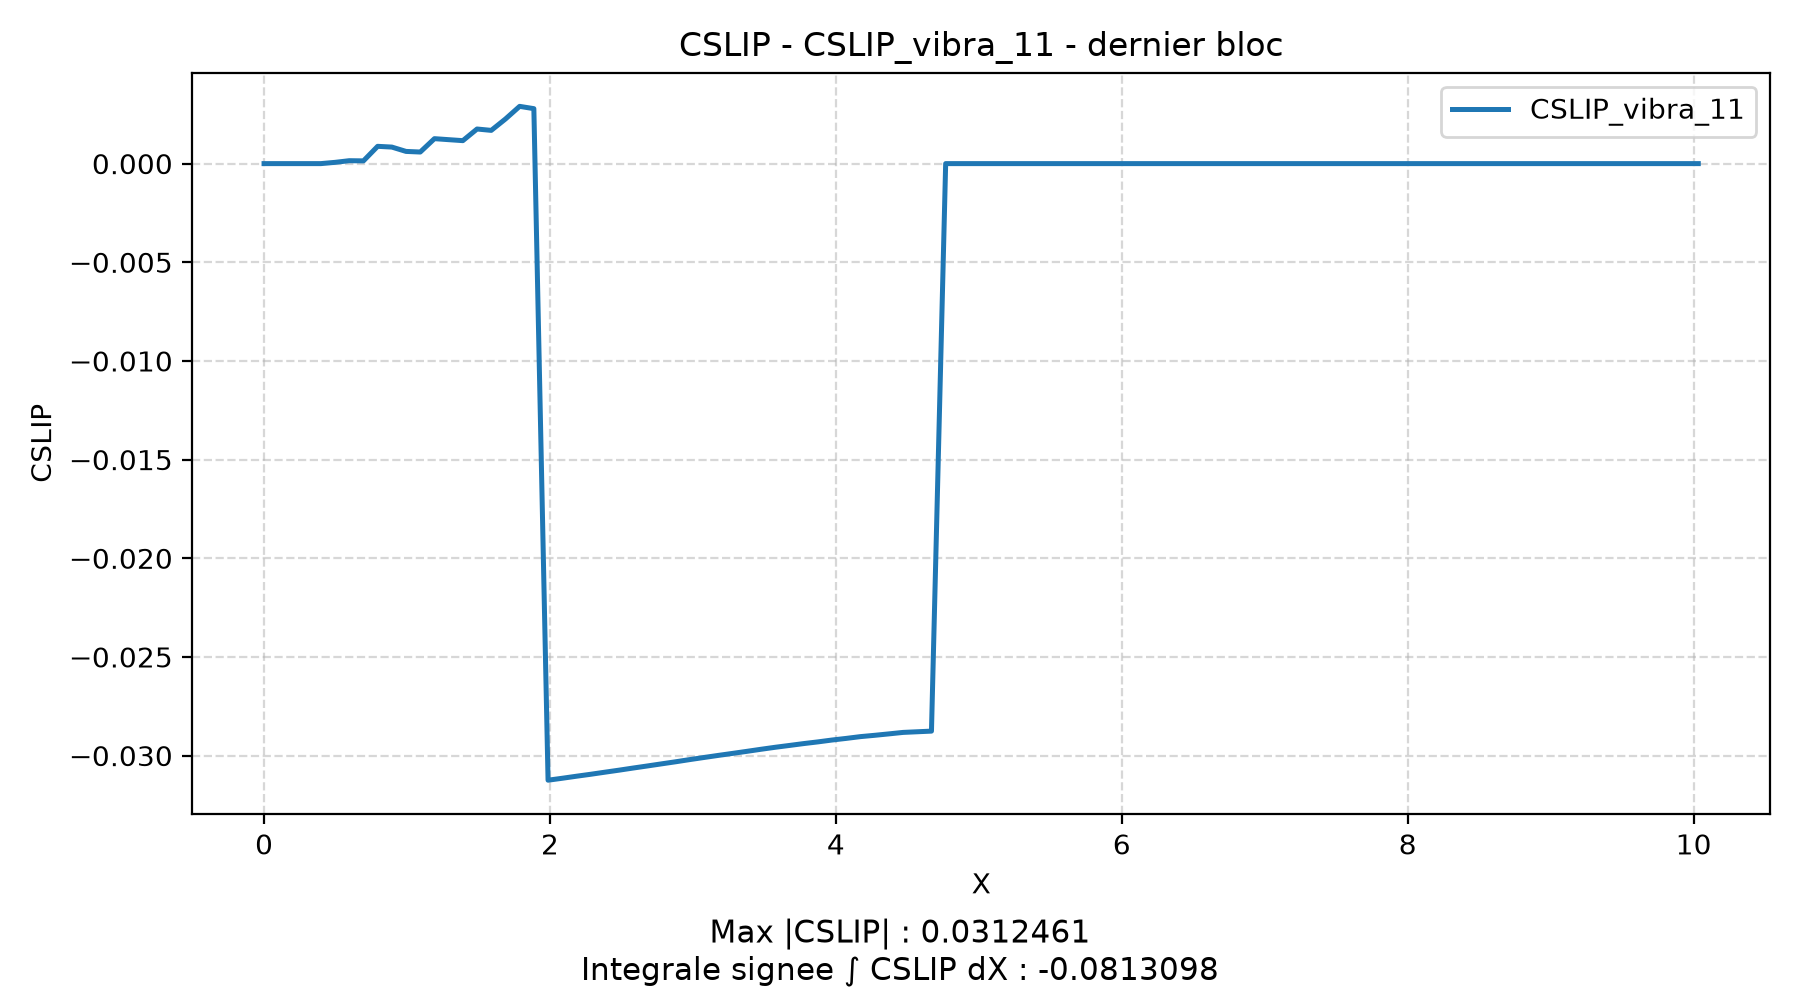 CSLIP - CSLIP_vibra_11 - dernier bloc
CSLIP_vibra_11
0.000
−0.005
−0.010
−0.015
−0.020
−0.025
−0.030
CSLIP
0 2 4 6 8 10
X
Max |CSLIP| : 0.0312461
Integrale signee ∫ CSLIP dX : -0.0813098